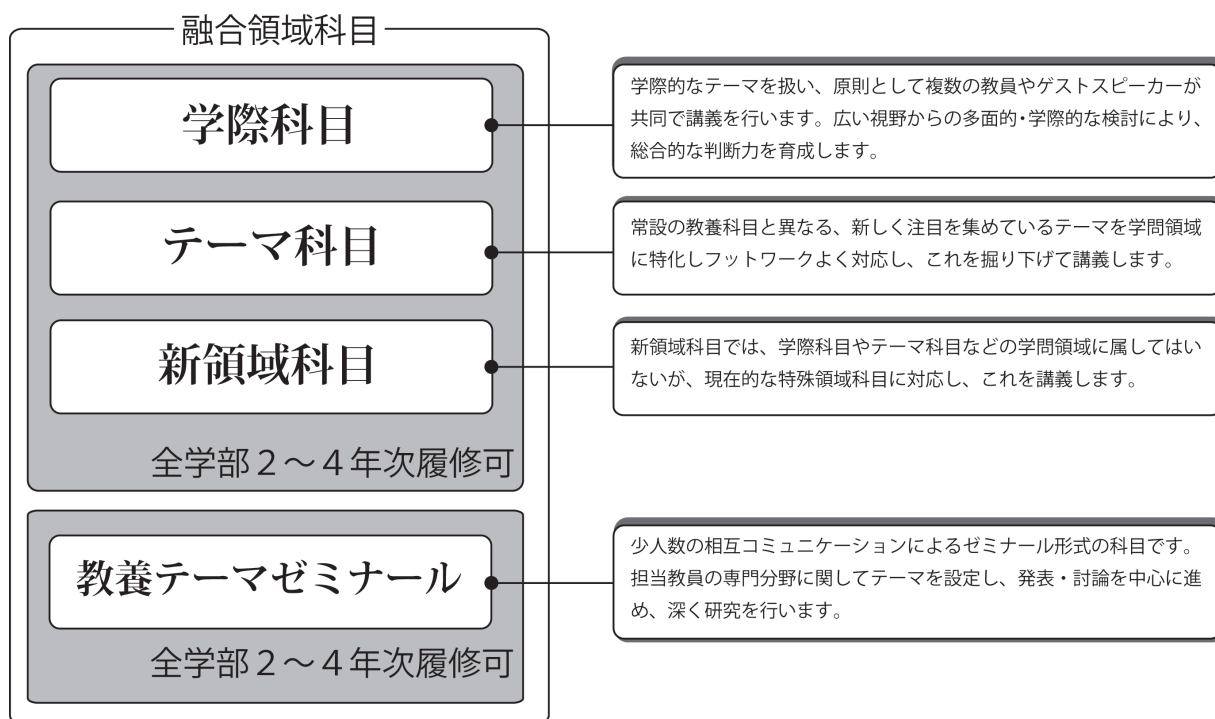 融合領域科目
学際科目
学際的なテーマを扱い、原則として複数の教員やゲストスピーカーが
共同で講義を行います。広い視野からの多面的・学際的な検討により、
総合的な判断力を育成します。
テーマ科目
常設の教養科目と異なる、新しく注目を集めているテーマを学問領域
に特化しフットワークよく対応し、これを掘り下げて講義します。
新領域科目
新領域科目では、学際科目やテーマ科目などの学問領域に属してはい
ないが、現在的な特殊領域科目に対応し、これを講義します。
全学部2～4年次履修可
教養テーマゼミナール
少人数の相互コミュニケーションによるゼミナール形式の科目です。
担当教員の専門分野に関してテーマを設定し、発表・討論を中心に進
め、深く研究を行います。
全学部2～4年次履修可